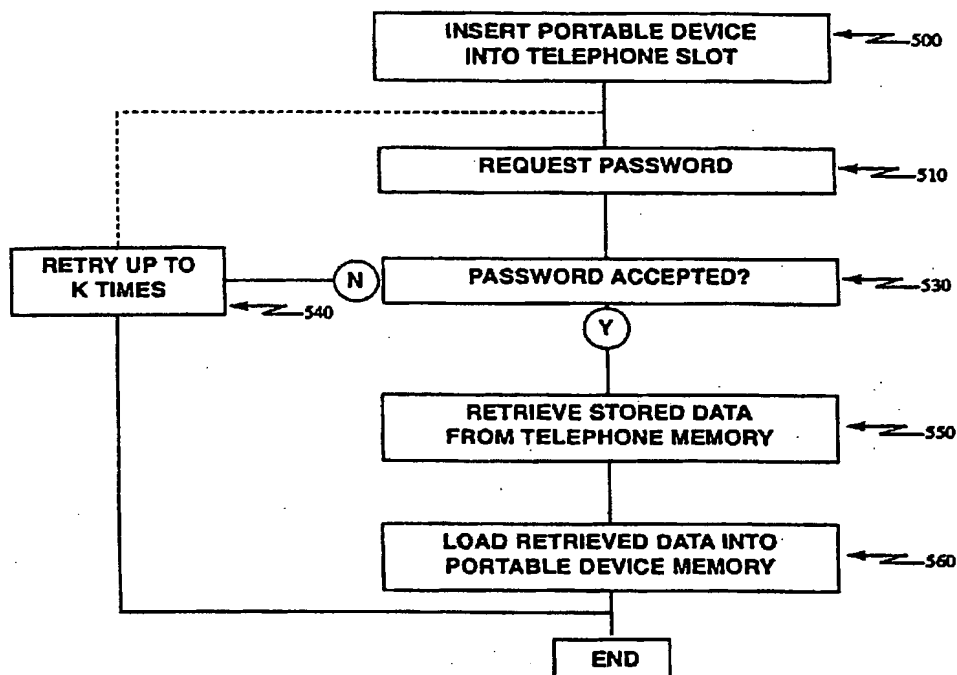 INSERT PORTABLE DEVICE
INTO TELEPHONE SLOT
500
REQUEST PASSWORD
510
RETRY UP TO
K TIMES
540
N
PASSWORD ACCEPTED?
530
Y
RETRIEVE STORED DATA
FROM TELEPHONE MEMORY
550
LOAD RETRIEVED DATA INTO
PORTABLE DEVICE MEMORY
560
END